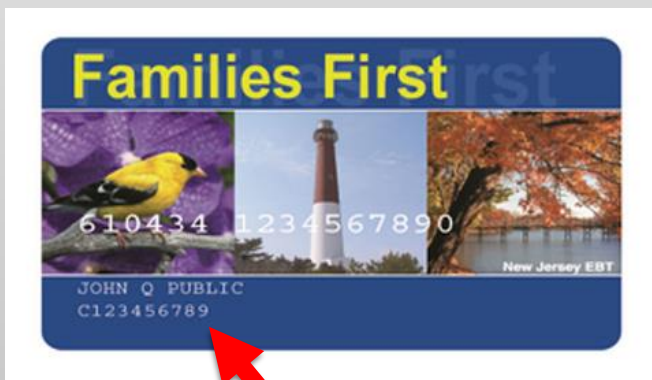 Families First
610434 1234567890
New Jersey EBT
JOHN Q PUBLIC
C123456789